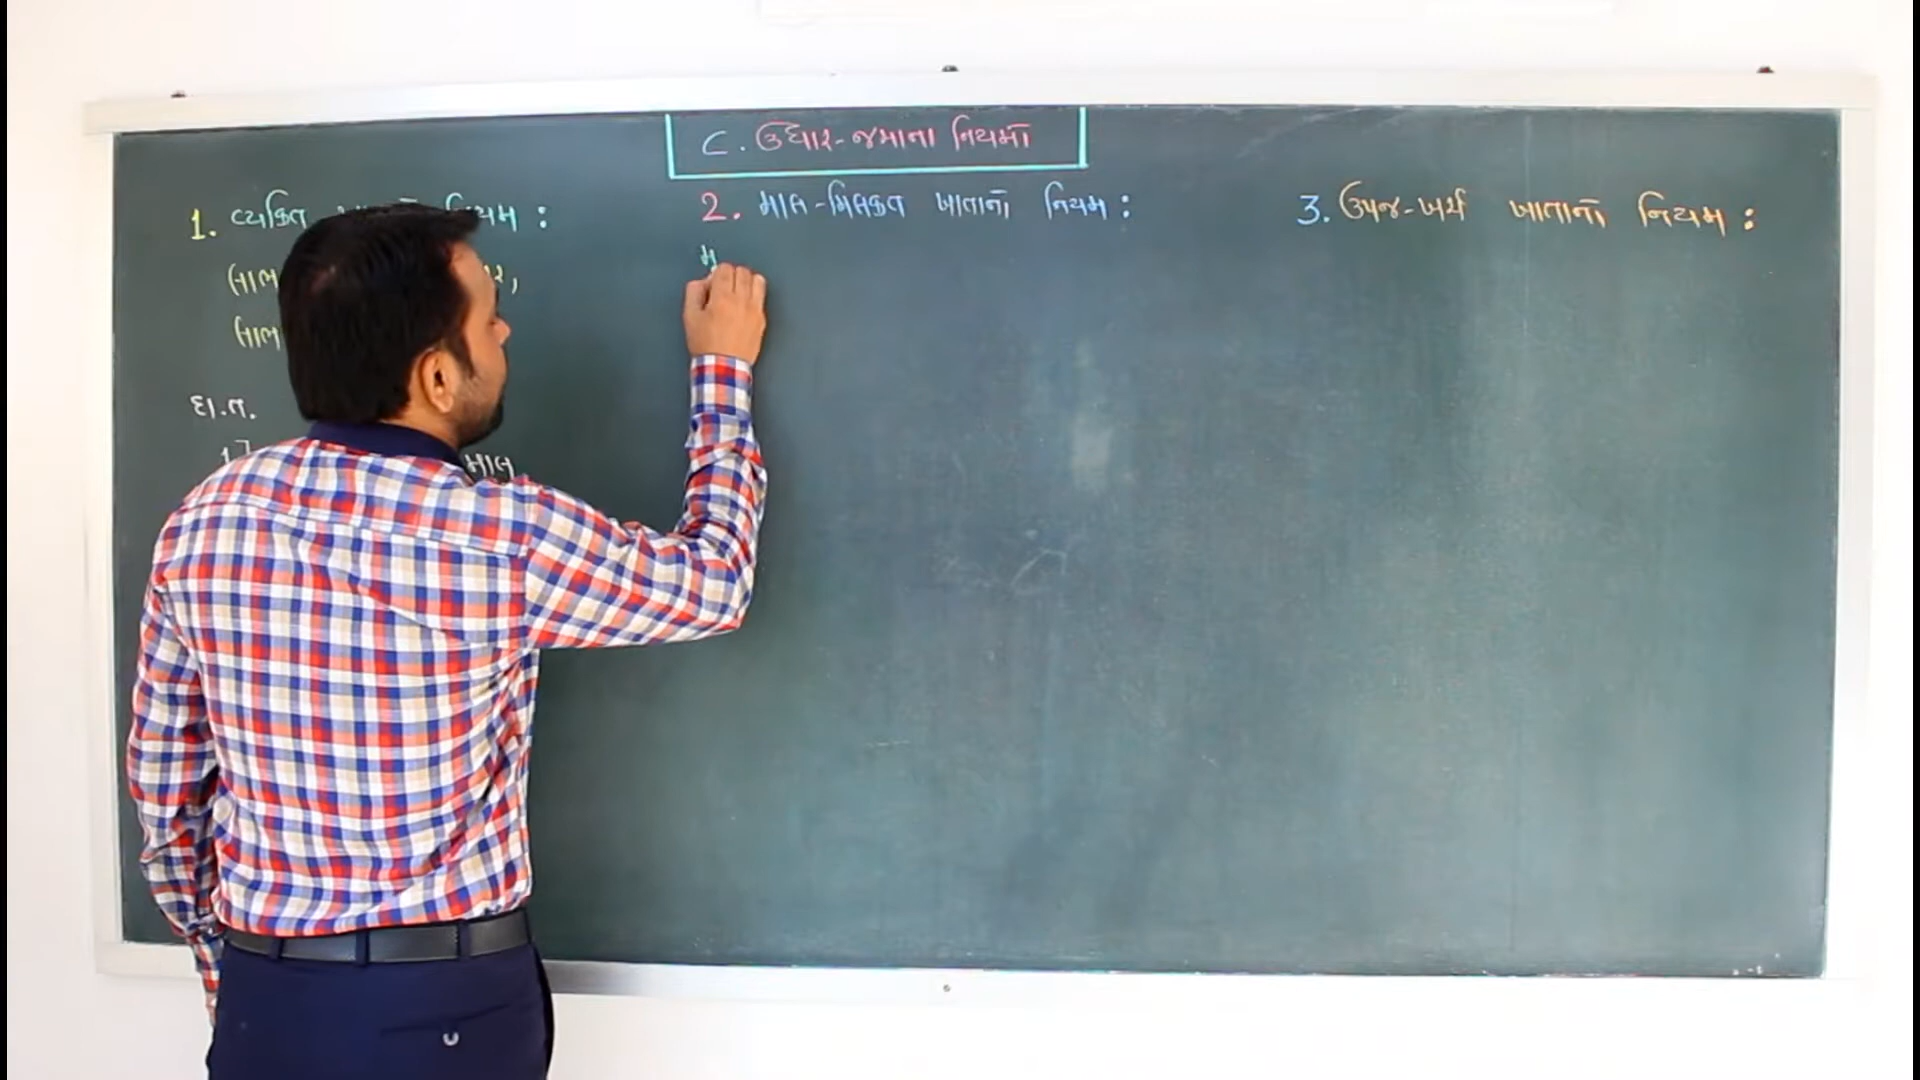 C. ઉધાર-જમાના નિયમો
1. વ્યક્તિ નિયમ :
2. માલ-મિલકત ખાતાનો નિયમ :
3. ઉપજ-ખર્ચ ખાતાનો નિયમ :
દા.ત.
માલ